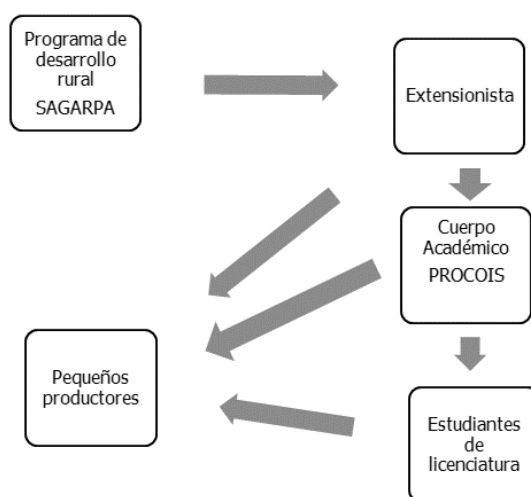 Programa de
desarrollo
rural
SAGARPA
Extensionista
Cuerpo
Académico
PROCOIS
Pequeños
productores
Estudiantes
de
licenciatura